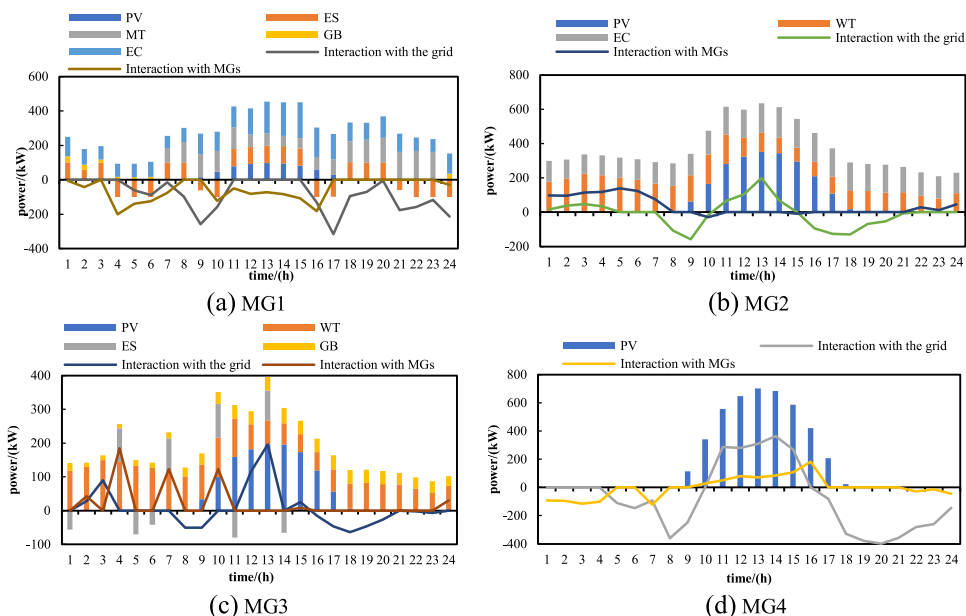 PV
ES
MT
GB
EC
Interaction with the grid
Interaction with MGs
power/(kW)
600
400
200
0
-200
-400
1 2 3 4 5 6 7 8 9 10 11 12 13 14 15 16 17 18 19 20 21 22 23 24
time/(h)
(a) MG1
PV
WT
EC
Interaction with the grid
Interaction with MGs
power/(kW)
800
600
400
200
0
-200
1 2 3 4 5 6 7 8 9 10 11 12 13 14 15 16 17 18 19 20 21 22 23 24
time/(h)
(b) MG2
PV
WT
ES
GB
Interaction with the grid
Interaction with MGs
power/(kW)
400
300
200
100
0
-100
1 2 3 4 5 6 7 8 9 10 11 12 13 14 15 16 17 18 19 20 21 22 23 24
time/(h)
(c) MG3
PV
Interaction with the grid
Interaction with MGs
power/(kW)
800
600
400
200
0
-200
-400
1 2 3 4 5 6 7 8 9 10 11 12 13 14 15 16 17 18 19 20 21 22 23 24
time/(h)
(d) MG4